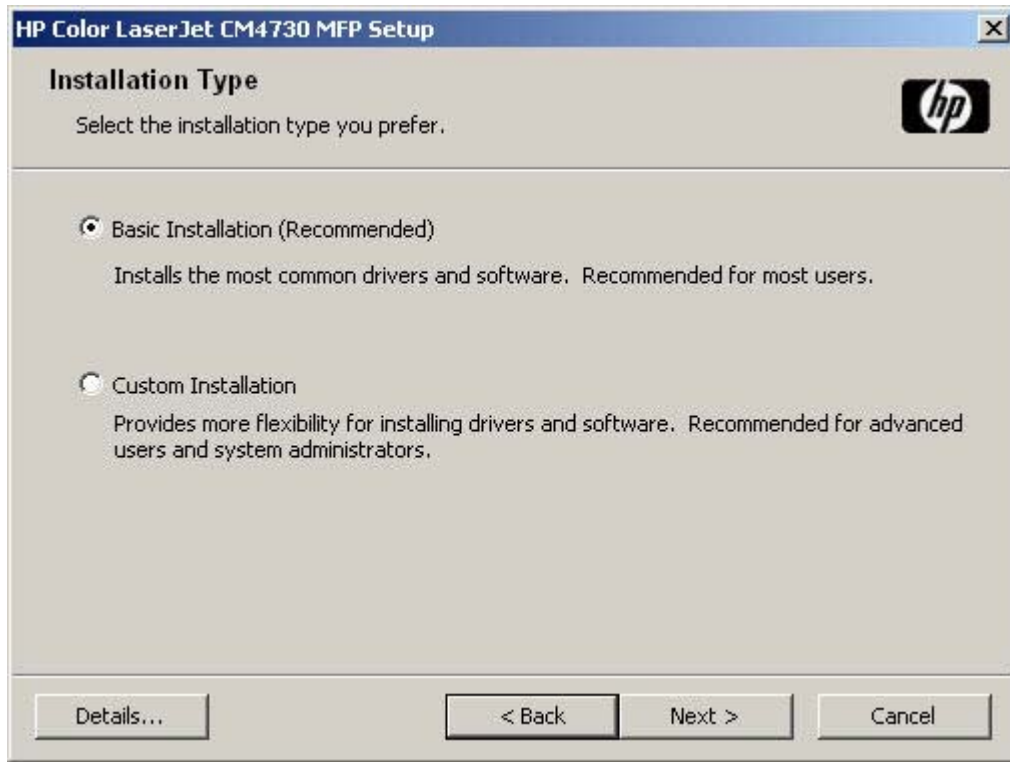 HP Color LaserJet CM4730 MFP Setup
Installation Type
Select the installation type you prefer.
hp
Basic Installation (Recommended)
Installs the most common drivers and software. Recommended for most users.
Custom Installation
Provides more flexibility for installing drivers and software. Recommended for advanced
users and system administrators.
Details...
< Back
Next >
Cancel